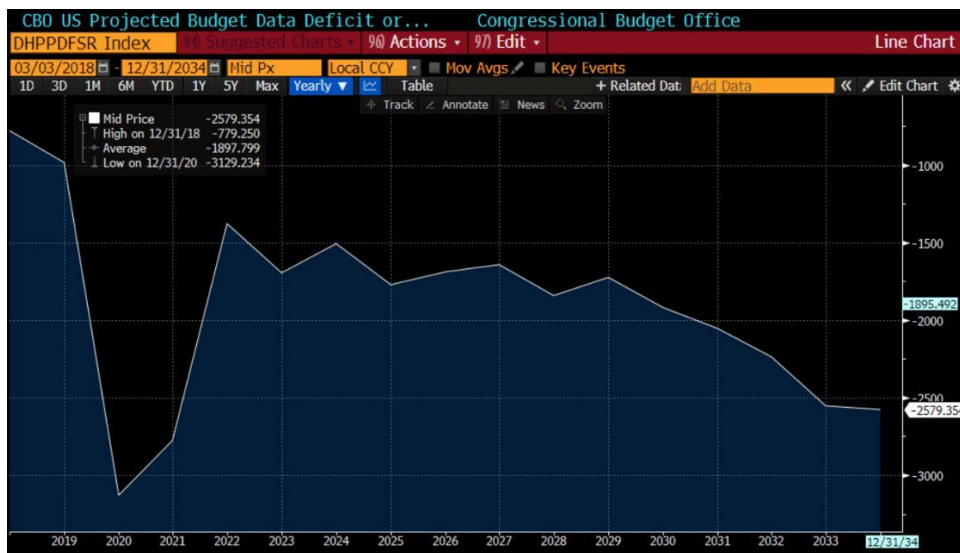 CBO US Projected Budget Data Deficit or... Congressional Budget Office
DHPPDFSR Index 94) Suggested Charts 96) Actions 97) Edit Line Chart
03/03/2018 - 12/31/2034 Mid Px Local CCY Mov Avgs Key Events
1D 3D 1M 6M YTD 1Y 5Y Max Yearly ▼ Table + Related Dat Add Data « Edit Chart
Track Annotate News Zoom
Mid Price -2579.354
High on 12/31/18 -779.250
Average -1897.799
Low on 12/31/20 -3129.234
-1000
-1500
-1895.492
-2000
-2500
-2579.354
-3000
2019 2020 2021 2022 2023 2024 2025 2026 2027 2028 2029 2030 2031 2032 2033 12/31/34